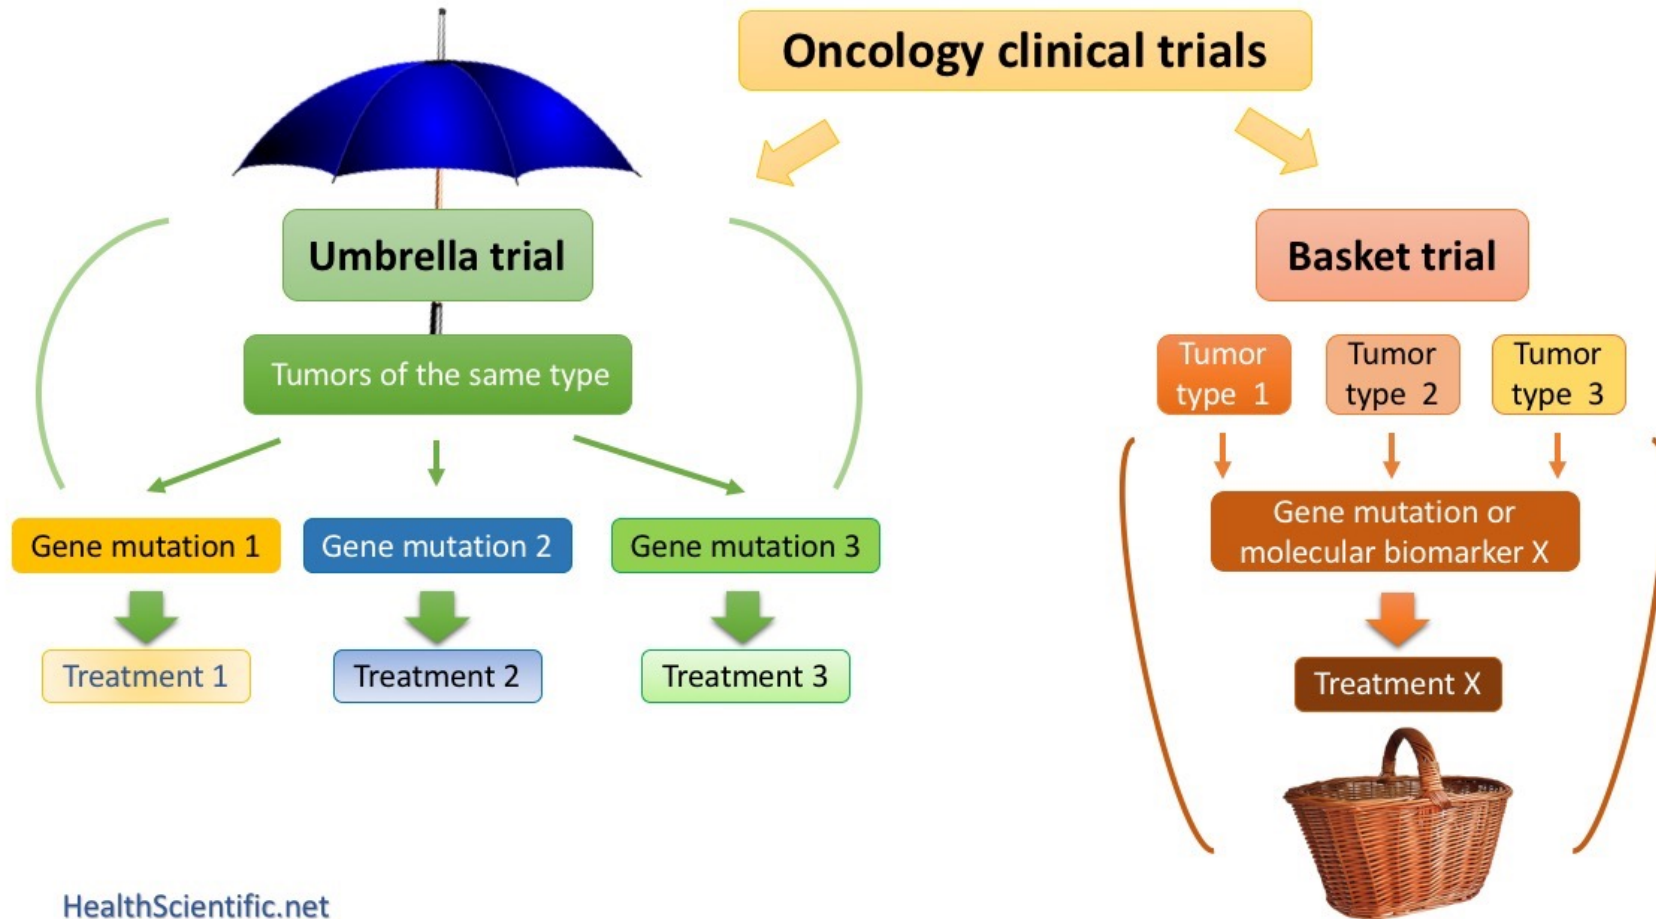 Oncology clinical trials
Umbrella trial
Tumors of the same type
Gene mutation 1
Gene mutation 2
Gene mutation 3
Treatment 1
Treatment 2
Treatment 3
Basket trial
Tumor
type 1
Tumor
type 2
Tumor
type 3
Gene mutation or
molecular biomarker X
Treatment X
HealthScientific.net